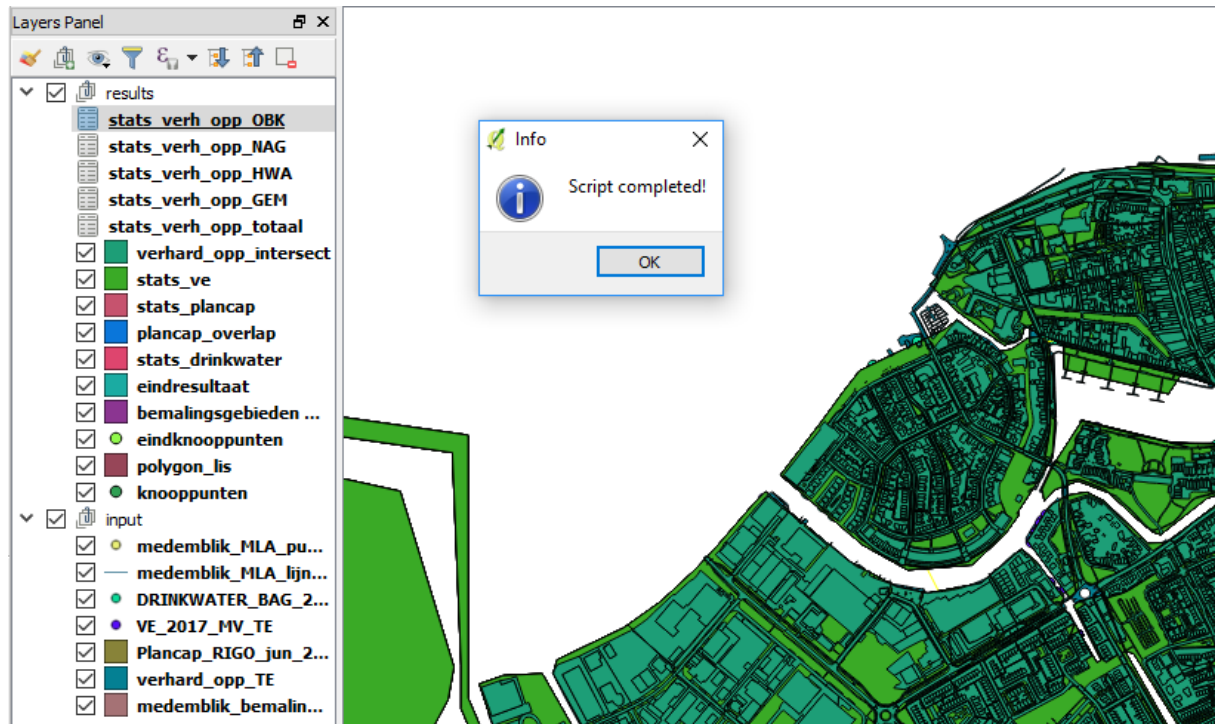 Layers Panel
results
stats_verh_opp_OBK
stats_verh_opp_NAG
stats_verh_opp_HWA
stats_verh_opp_GEM
stats_verh_opp_totaal
verhard_opp_intersect
stats_ve
stats_plancap
plancap_overlap
stats_drinkwater
eindresultaat
bemalingsgebieden ...
eindknooppunten
polygon_lis
knooppunten
input
medemblik_MLA_pu...
medemblik_MLA_lijn...
DRINKWATER_BAG_2...
VE_2017_MV_TE
Plancap_RIGO_jun_2...
verhard_opp_TE
medemblik_bemalin...
Info
Script completed!
OK